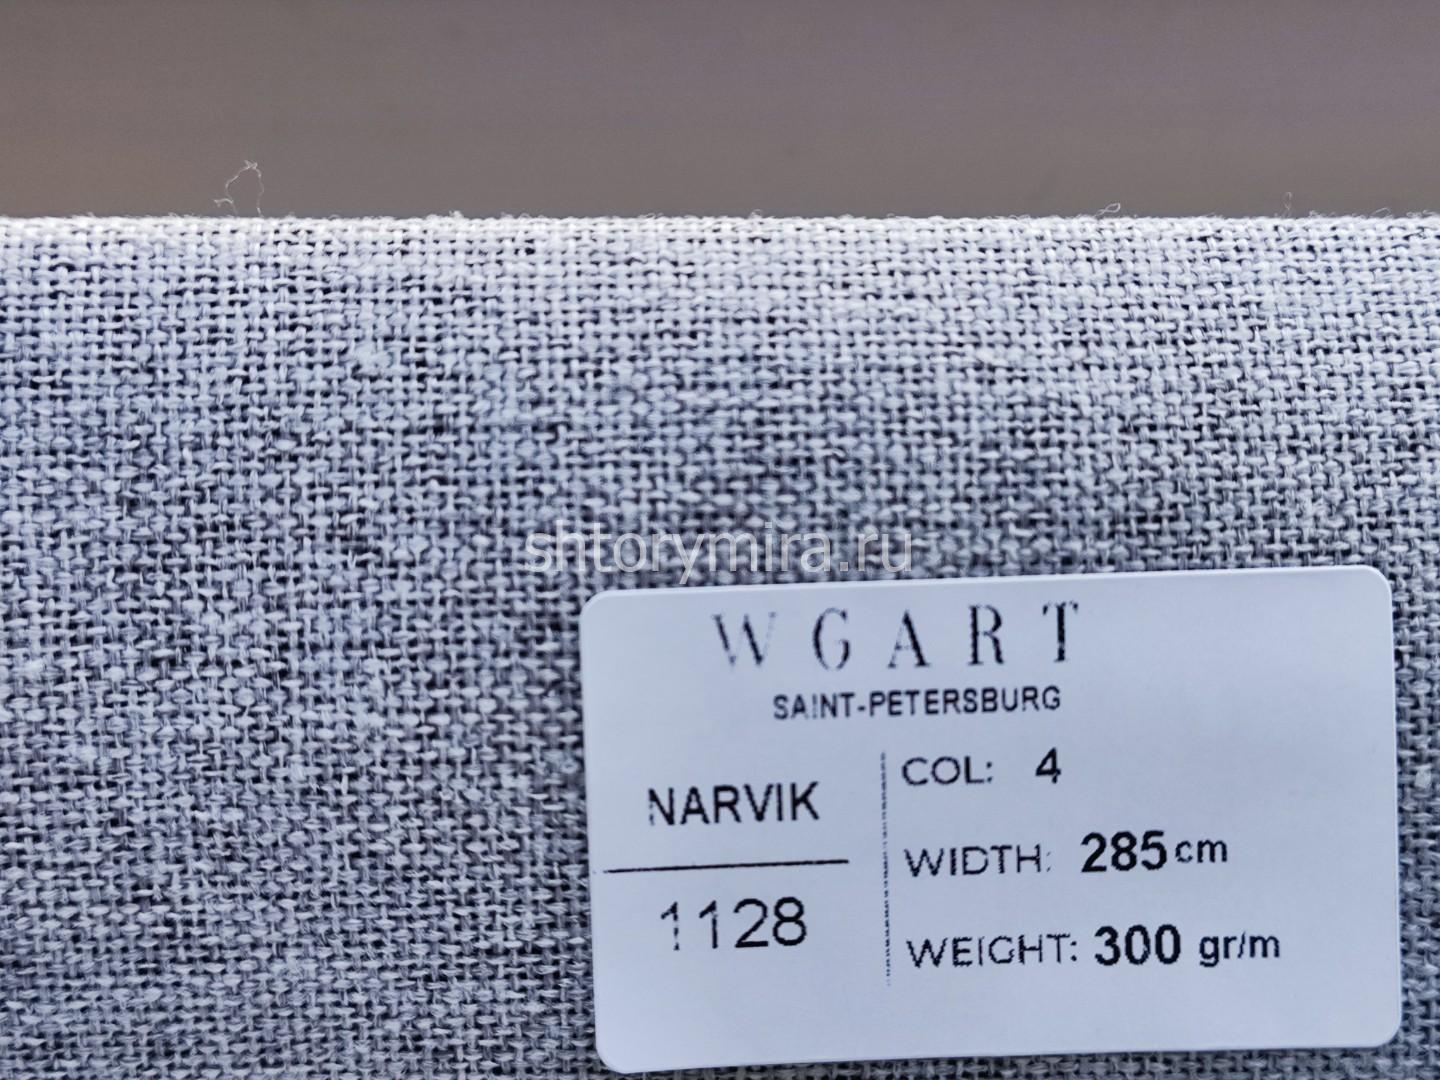 shtorymira.ru
WGART
SAINT-PETERSBURG
NARVIK
1128
COL: 4
WIDTH: 285 cm
WEIGHT: 300 gr/m